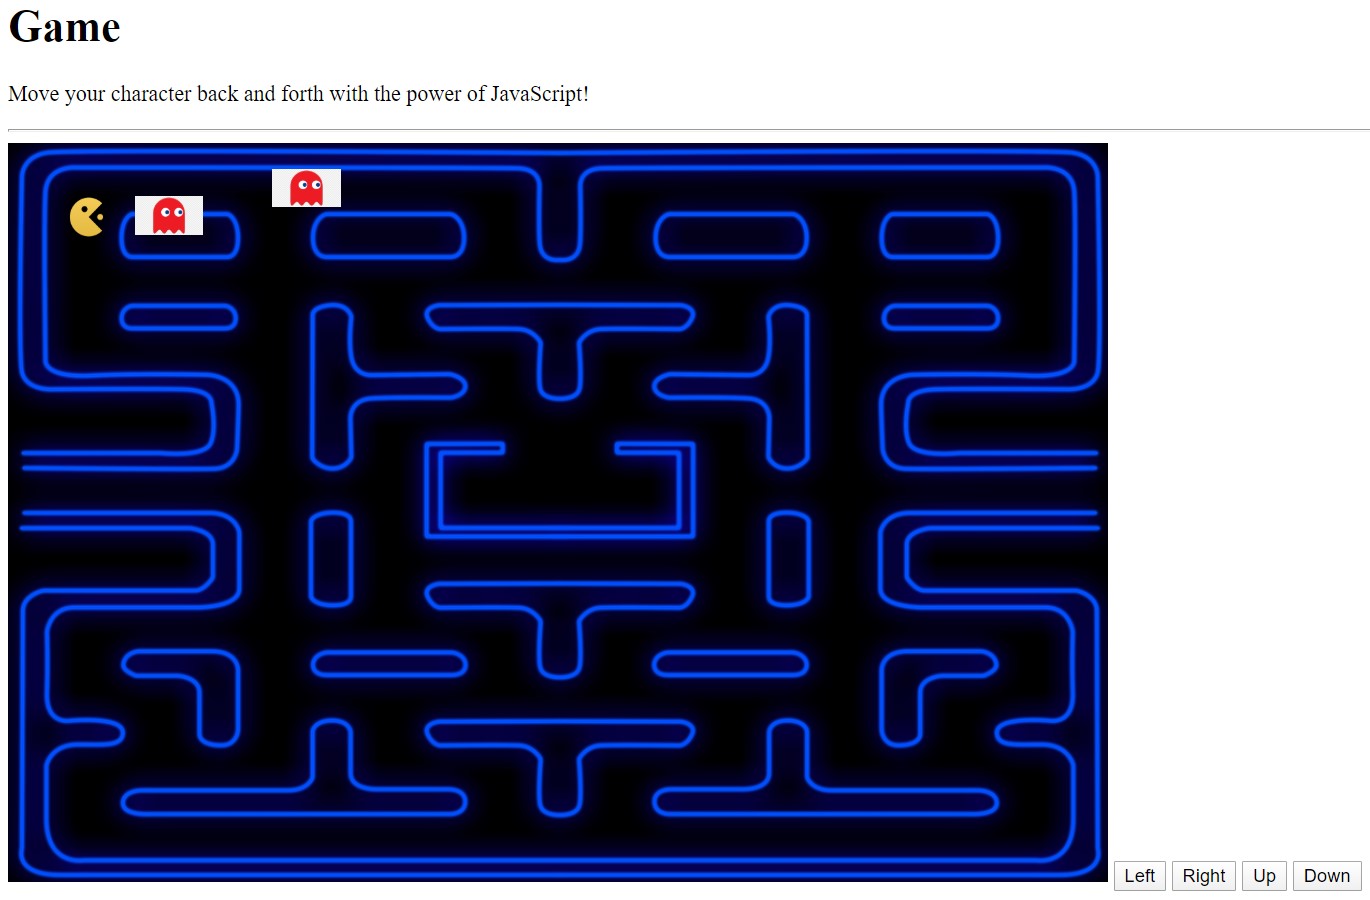 Game
Move your character back and forth with the power of JavaScript!
Left Right Up Down